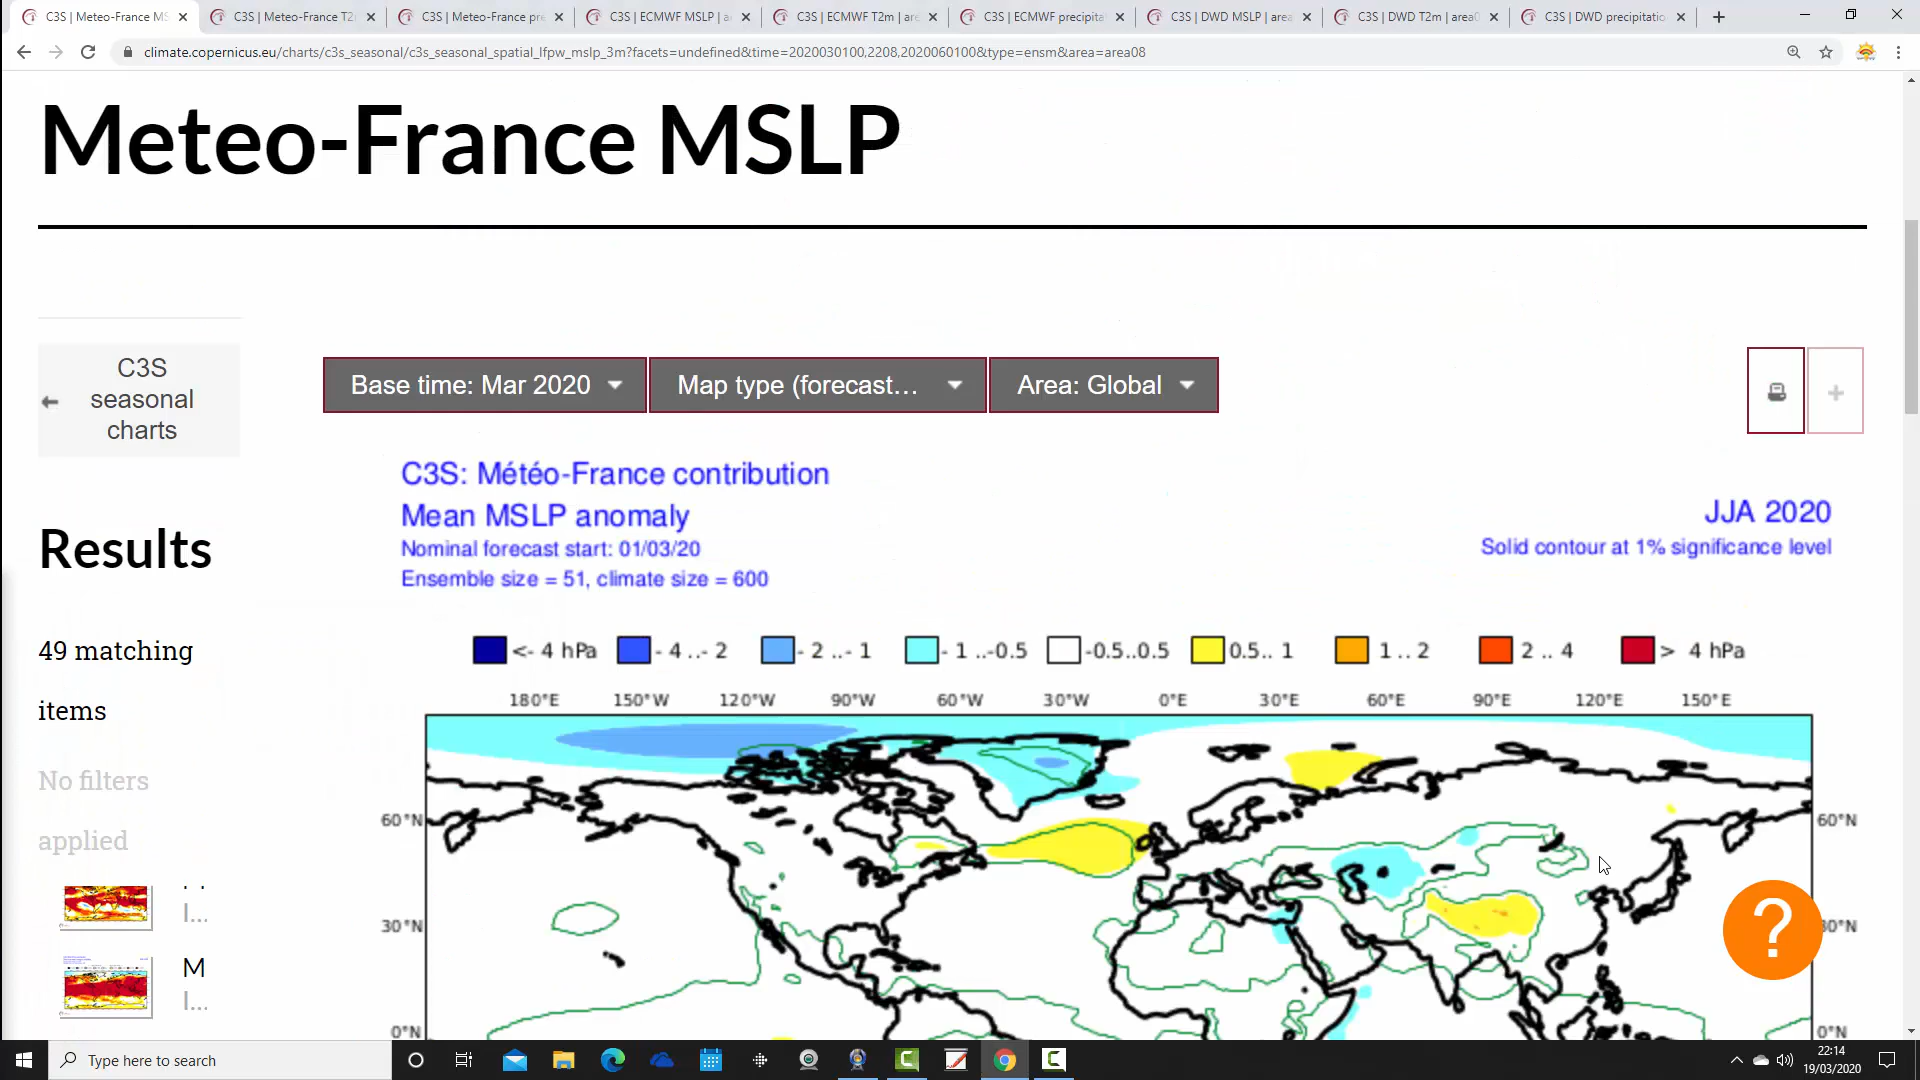 C3S | Meteo-France MS
C3S | Meteo-France T2
C3S | Meteo-France pre
C3S | ECMWF MSLP | a
C3S | ECMWF T2m | are
C3S | ECMWF precipita
C3S | DWD MSLP | area
C3S | DWD T2m | area0
C3S | DWD precipitatio
climate.copernicus.eu/charts/c3s_seasonal/c3s_seasonal_spatial_lfpw_mslp_3m?facets=undefined&time=2020030100,2208,2020060100&type=ensm&area=area08
Meteo-France MSLP
C3S
seasonal
charts
Base time: Mar 2020
Map type (forecast...
Area: Global
Results
49 matching
items
No filters
applied
I...
M
I...
C3S: Météo-France contribution
Mean MSLP anomaly
Nominal forecast start: 01/03/20
Ensemble size = 51, climate size = 600
JJA 2020
Solid contour at 1% significance level
<- 4 hPa
- 4 ..- 2
- 2 ..- 1
- 1 ..-0.5
-0.5..0.5
0.5.. 1
1 .. 2
2 .. 4
> 4 hPa
180°E 150°W 120°W 90°W 60°W 30°W 0°E 30°E 60°E 90°E 120°E 150°E
60°N 60°N
30°N 30°N
0°N 0°N
?
Type here to search
22:14
19/03/2020